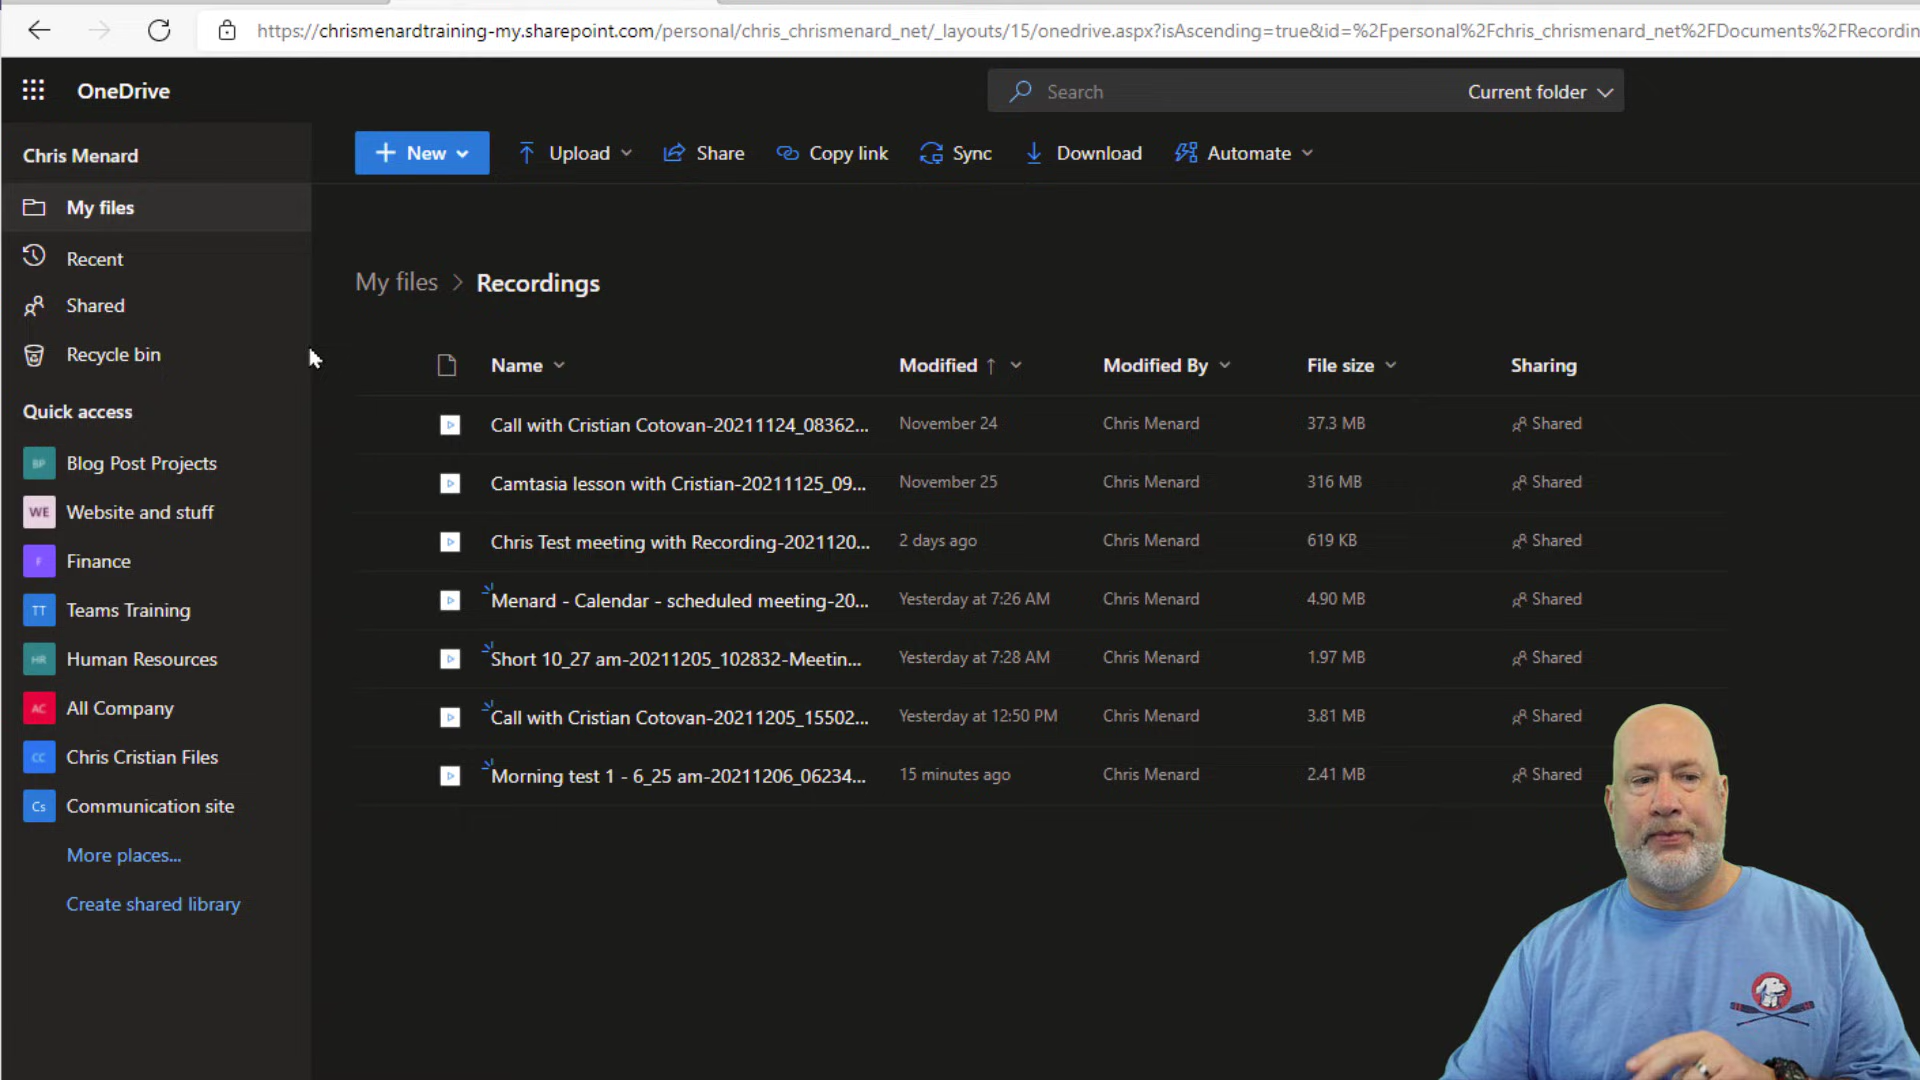 https://chrismenardtraining-my.sharepoint.com/personal/chris_chrismenard_net/_layouts/15/onedrive.aspx?isAscending=true&id=%2Fpersonal%2Fchris_chrismenard_net%2FDocuments%2FRecordin
OneDrive
Search
Current folder
Chris Menard
New
Upload
Share
Copy link
Sync
Download
Automate
My files
Recent
Shared
Recycle bin
Quick access
BP Blog Post Projects
WE Website and stuff
F Finance
TT Teams Training
HR Human Resources
AC All Company
CC Chris Cristian Files
Cs Communication site
More places...
Create shared library
My files > Recordings
Name Modified ↑ Modified By File size Sharing
Call with Cristian Cotovan-20211124_08362... November 24 Chris Menard 37.3 MB Shared
Camtasia lesson with Cristian-20211125_09... November 25 Chris Menard 316 MB Shared
Chris Test meeting with Recording-2021120... 2 days ago Chris Menard 619 KB Shared
Menard - Calendar - scheduled meeting-20... Yesterday at 7:26 AM Chris Menard 4.90 MB Shared
Short 10_27 am-20211205_102832-Meetin... Yesterday at 7:28 AM Chris Menard 1.97 MB Shared
Call with Cristian Cotovan-20211205_15502... Yesterday at 12:50 PM Chris Menard 3.81 MB Shared
Morning test 1 - 6_25 am-20211206_06234... 15 minutes ago Chris Menard 2.41 MB Shared